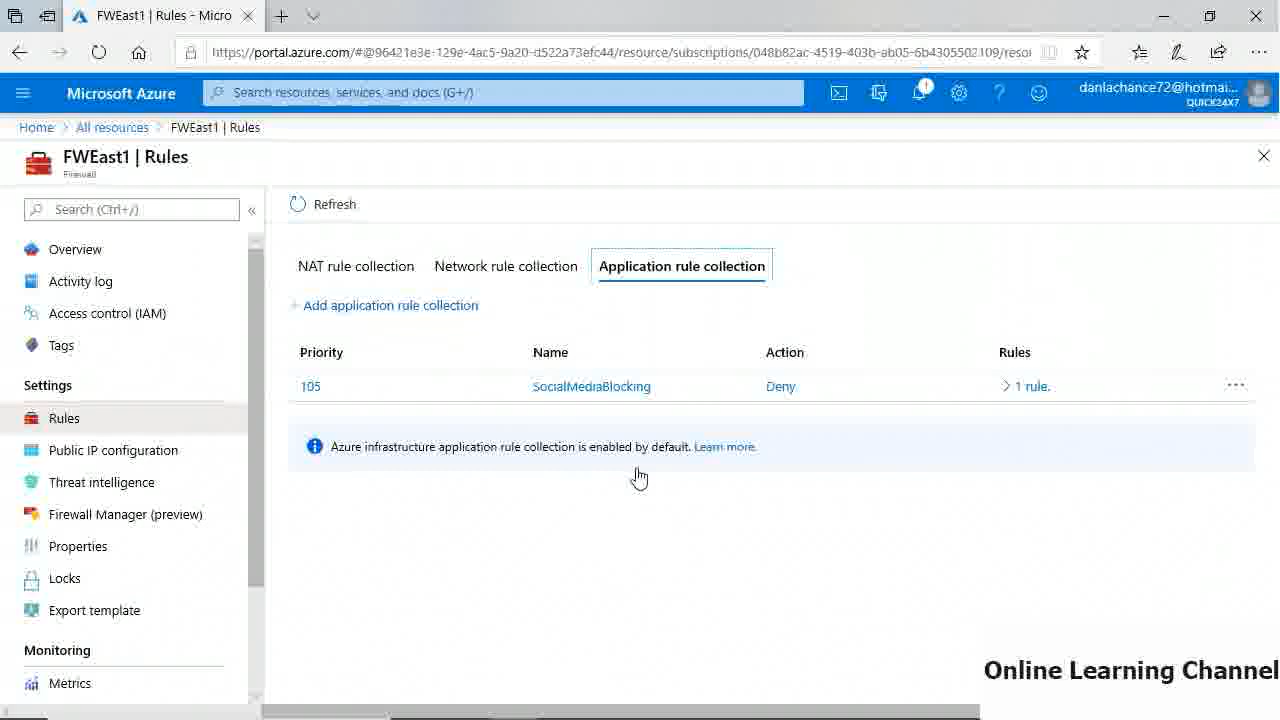 FWEast1 | Rules - Micro
https://portal.azure.com/#@96421e3e-129e-4ac5-9a20-d522a73efc44/resource/subscriptions/048b82ac-4519-403b-ab05-6b4305502109/resou
Microsoft Azure
Search resources, services, and docs (G+/)
1
danlachance72@hotmai...
QUICK24X7
Home > All resources > FWEast1 | Rules
FWEast1 | Rules
Firewall
Search (Ctrl+/)
«
Refresh
Overview
Activity log
Access control (IAM)
Tags
Settings
Rules
Public IP configuration
Threat intelligence
Firewall Manager (preview)
Properties
Locks
Export template
Monitoring
Metrics
NAT rule collection Network rule collection Application rule collection
+ Add application rule collection
Priority Name Action Rules
105 SocialMediaBlocking Deny > 1 rule. ...
Azure infrastructure application rule collection is enabled by default. Learn more.
Online Learning Channel